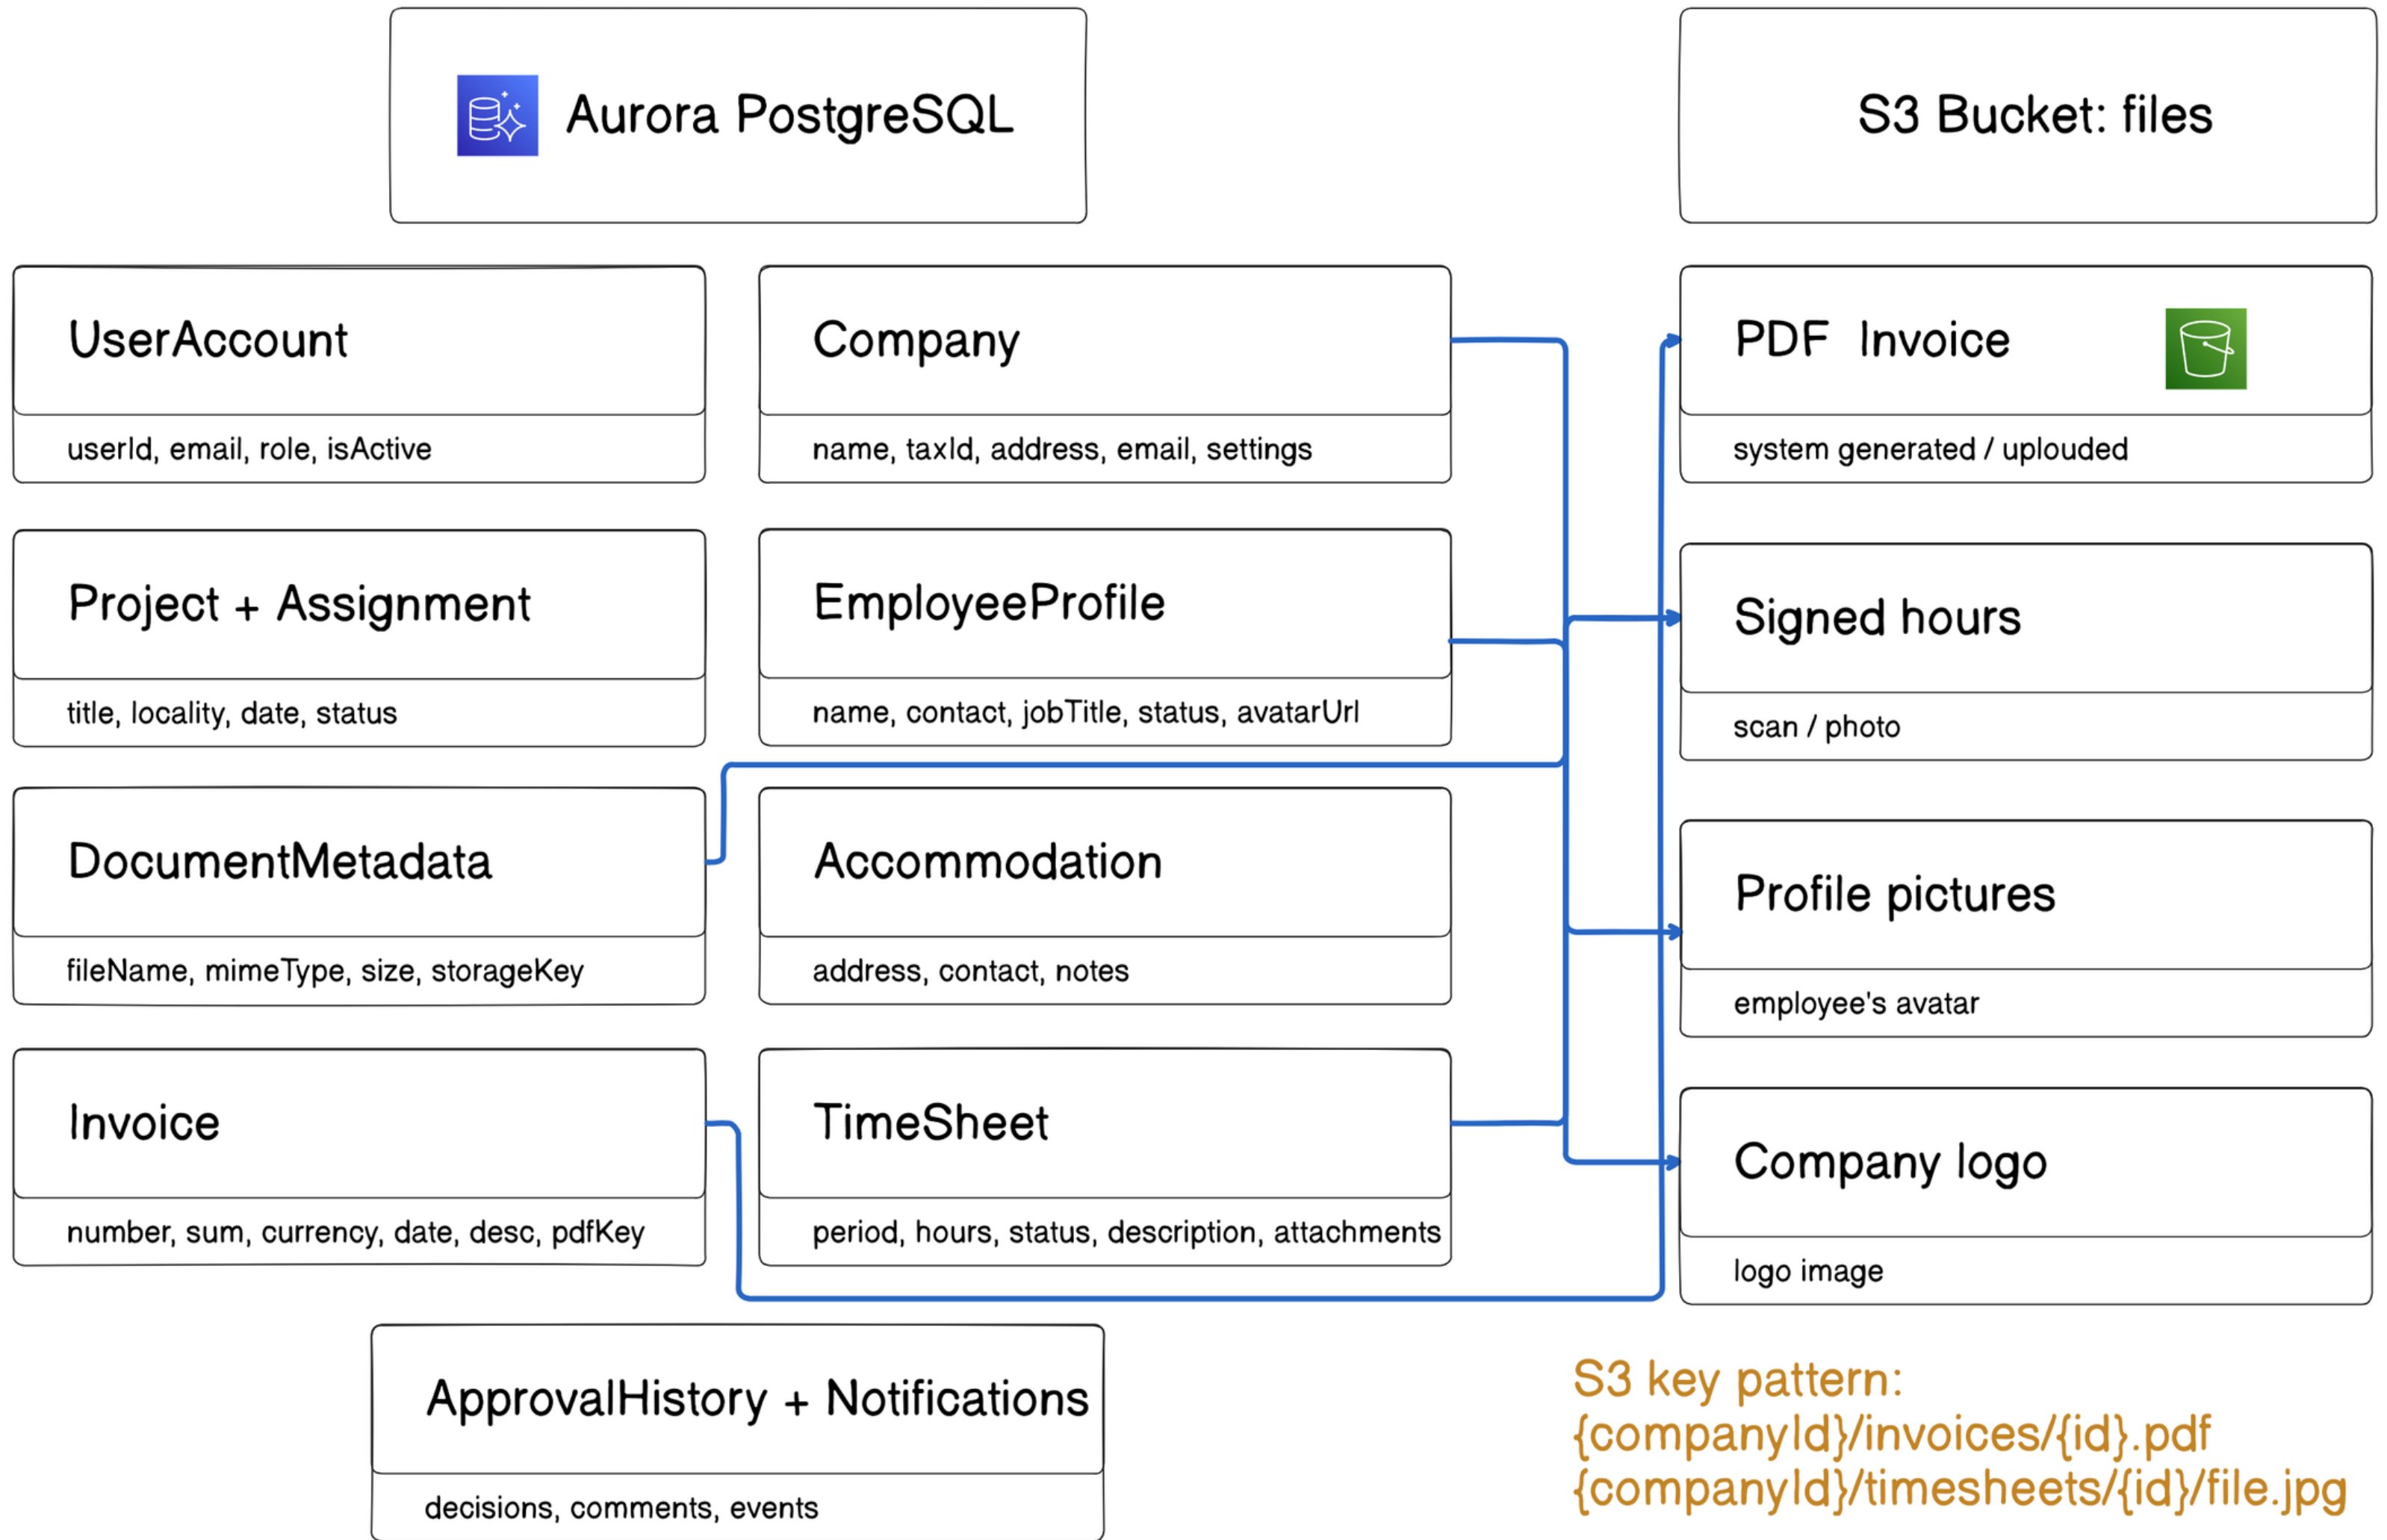 Aurora PostgreSQL
S3 Bucket: files
UserAccount
userId, email, role, isActive
Company
name, taxId, address, email, settings
PDF Invoice
system generated / uplouded
Project + Assignment
title, locality, date, status
EmployeeProfile
name, contact, jobTitle, status, avatarUrl
Signed hours
scan / photo
DocumentMetadata
fileName, mimeType, size, storageKey
Accommodation
address, contact, notes
Profile pictures
employee's avatar
Invoice
number, sum, currency, date, desc, pdfKey
TimeSheet
period, hours, status, description, attachments
Company logo
logo image
ApprovalHistory + Notifications
decisions, comments, events
S3 key pattern:
{companyId}/invoices/{id}.pdf
{companyId}/timesheets/{id}/file.jpg